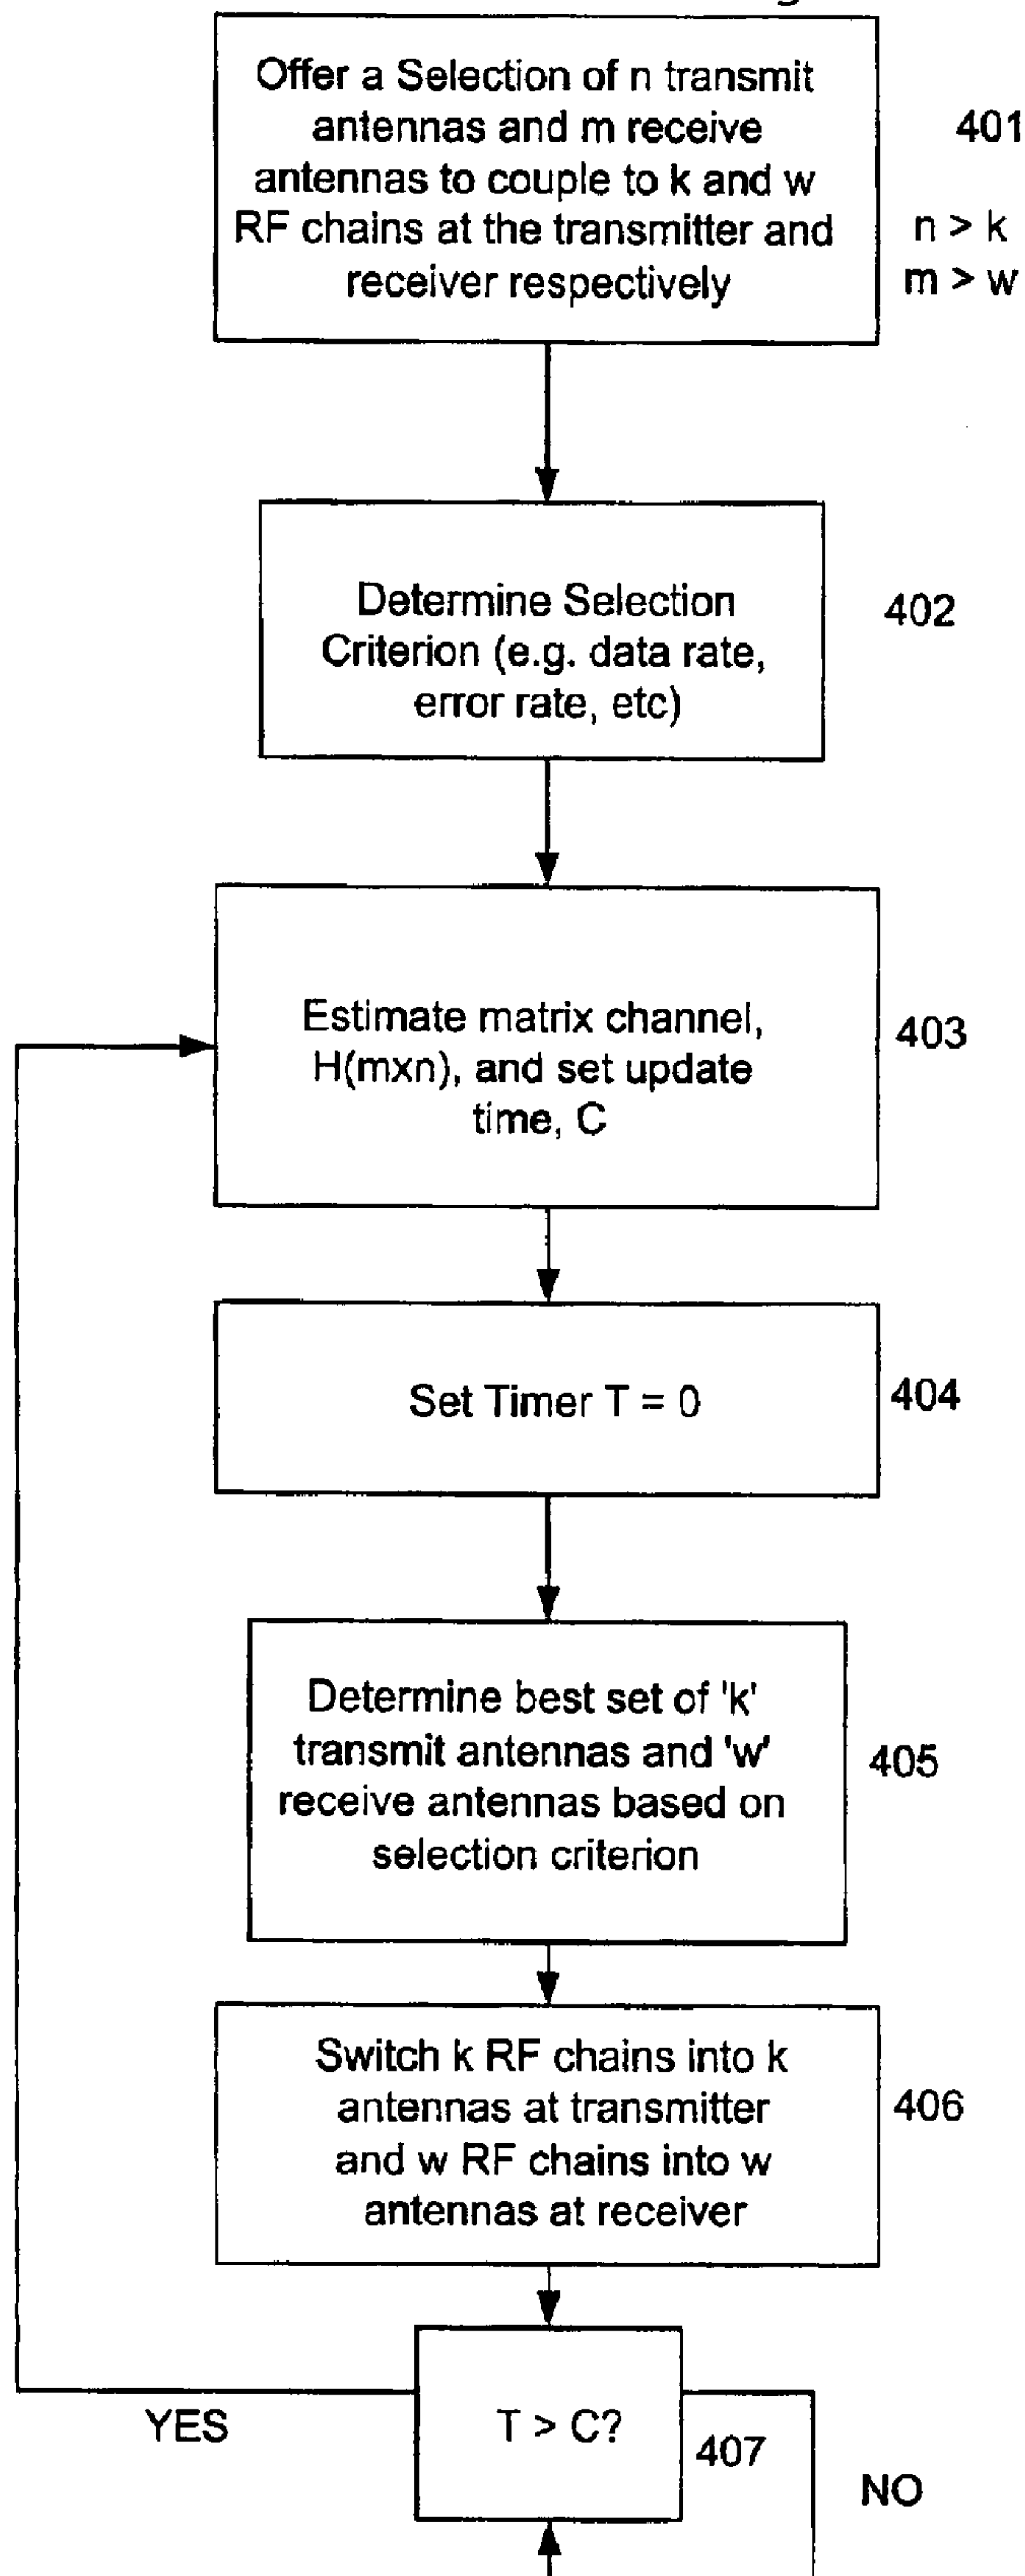 Offer a Selection of n transmit
antennas and m receive
antennas to couple to k and w
RF chains at the transmitter and
receiver respectively
401
n > k
m > w
Determine Selection
Criterion (e.g. data rate,
error rate, etc)
402
Estimate matrix channel,
H(mxn), and set update
time, C
403
Set Timer T = 0
404
Determine best set of 'k'
transmit antennas and 'w'
receive antennas based on
selection criterion
405
Switch k RF chains into k
antennas at transmitter
and w RF chains into w
antennas at receiver
406
T > C?
407
YES
NO